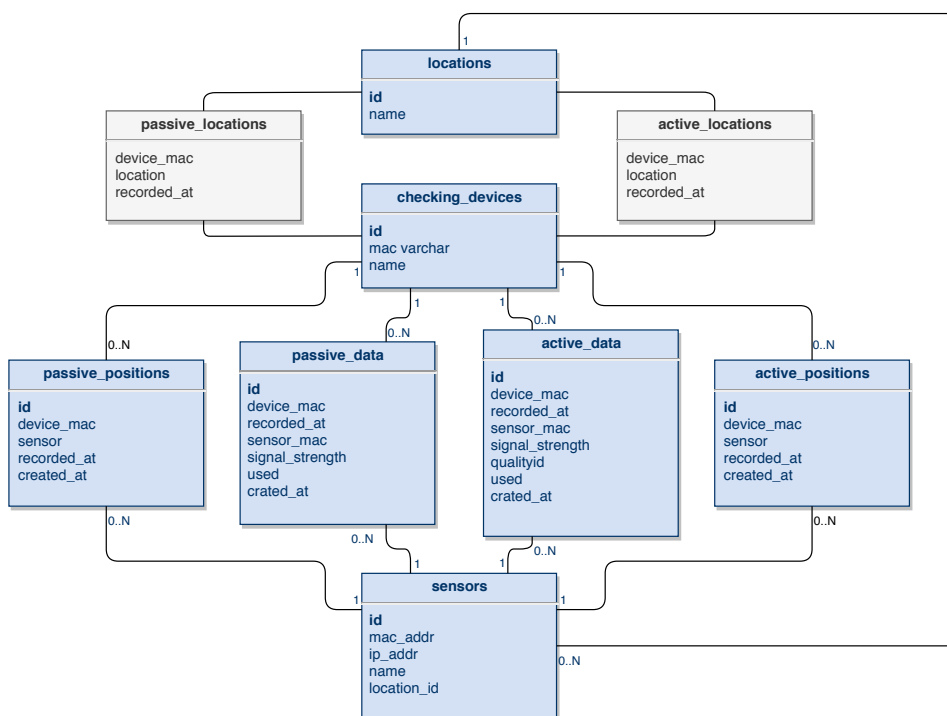 1
locations
id
name
passive_locations
device_mac
location
recorded_at
active_locations
device_mac
location
recorded_at
checking_devices
id
mac varchar
name
1
1
1
1
0..N
0..N
0..N
0..N
passive_positions
id
device_mac
sensor
recorded_at
created_at
passive_data
id
device_mac
recorded_at
sensor_mac
signal_strength
used
crated_at
active_data
id
device_mac
recorded_at
sensor_mac
signal_strength
qualityid
used
crated_at
active_positions
id
device_mac
sensor
recorded_at
created_at
0..N
0..N
0..N
0..N
1
1
1
1
sensors
id
mac_addr
ip_addr
name
location_id
0..N